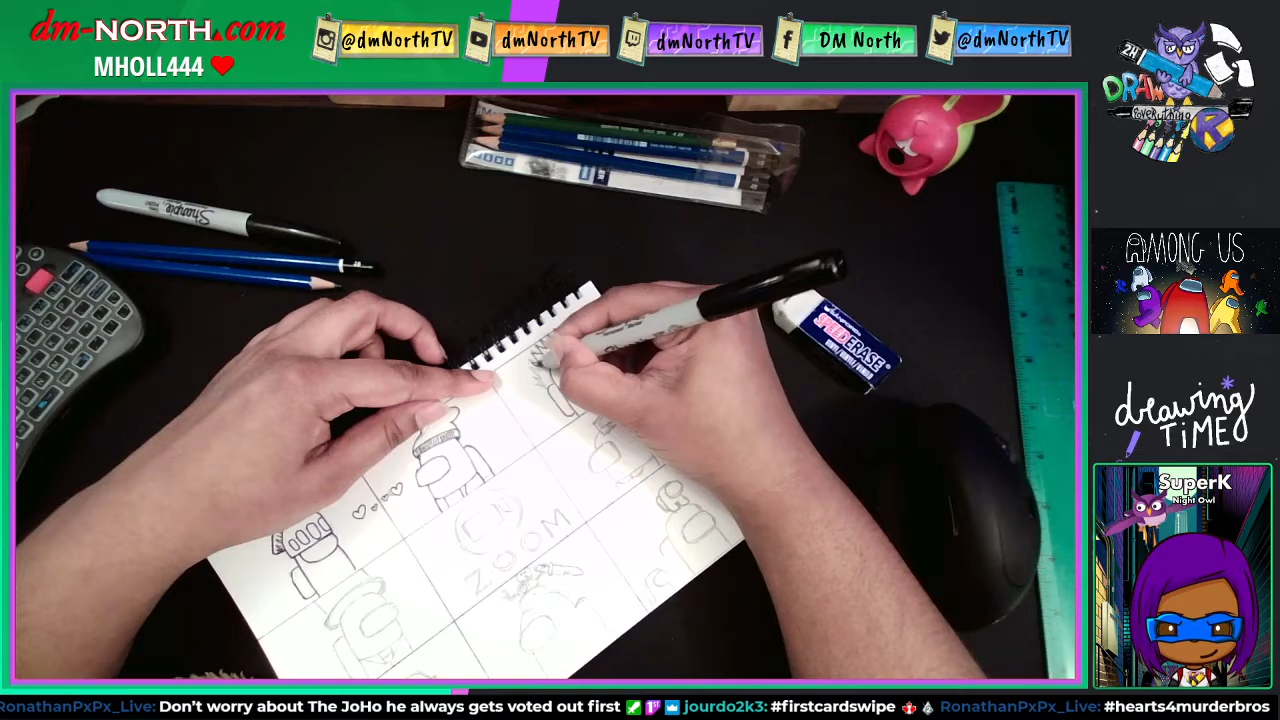 dm-NORTH.com
MHOLL444
@dmNorthTV
dmNorthTV
dmNorthTV
DM North
@dmNorthTV
DRAW
Everything
R
AMONG US
drawing
TIME
SuperK
Night Owl
Sharpie
SPEEDERASE
ZOOM
RonathanPxPx_Live: Don't worry about The JoHo he always gets voted out first jourdo2k3: #firstcardswipe RonathanPxPx_Live: #hearts4murderbros